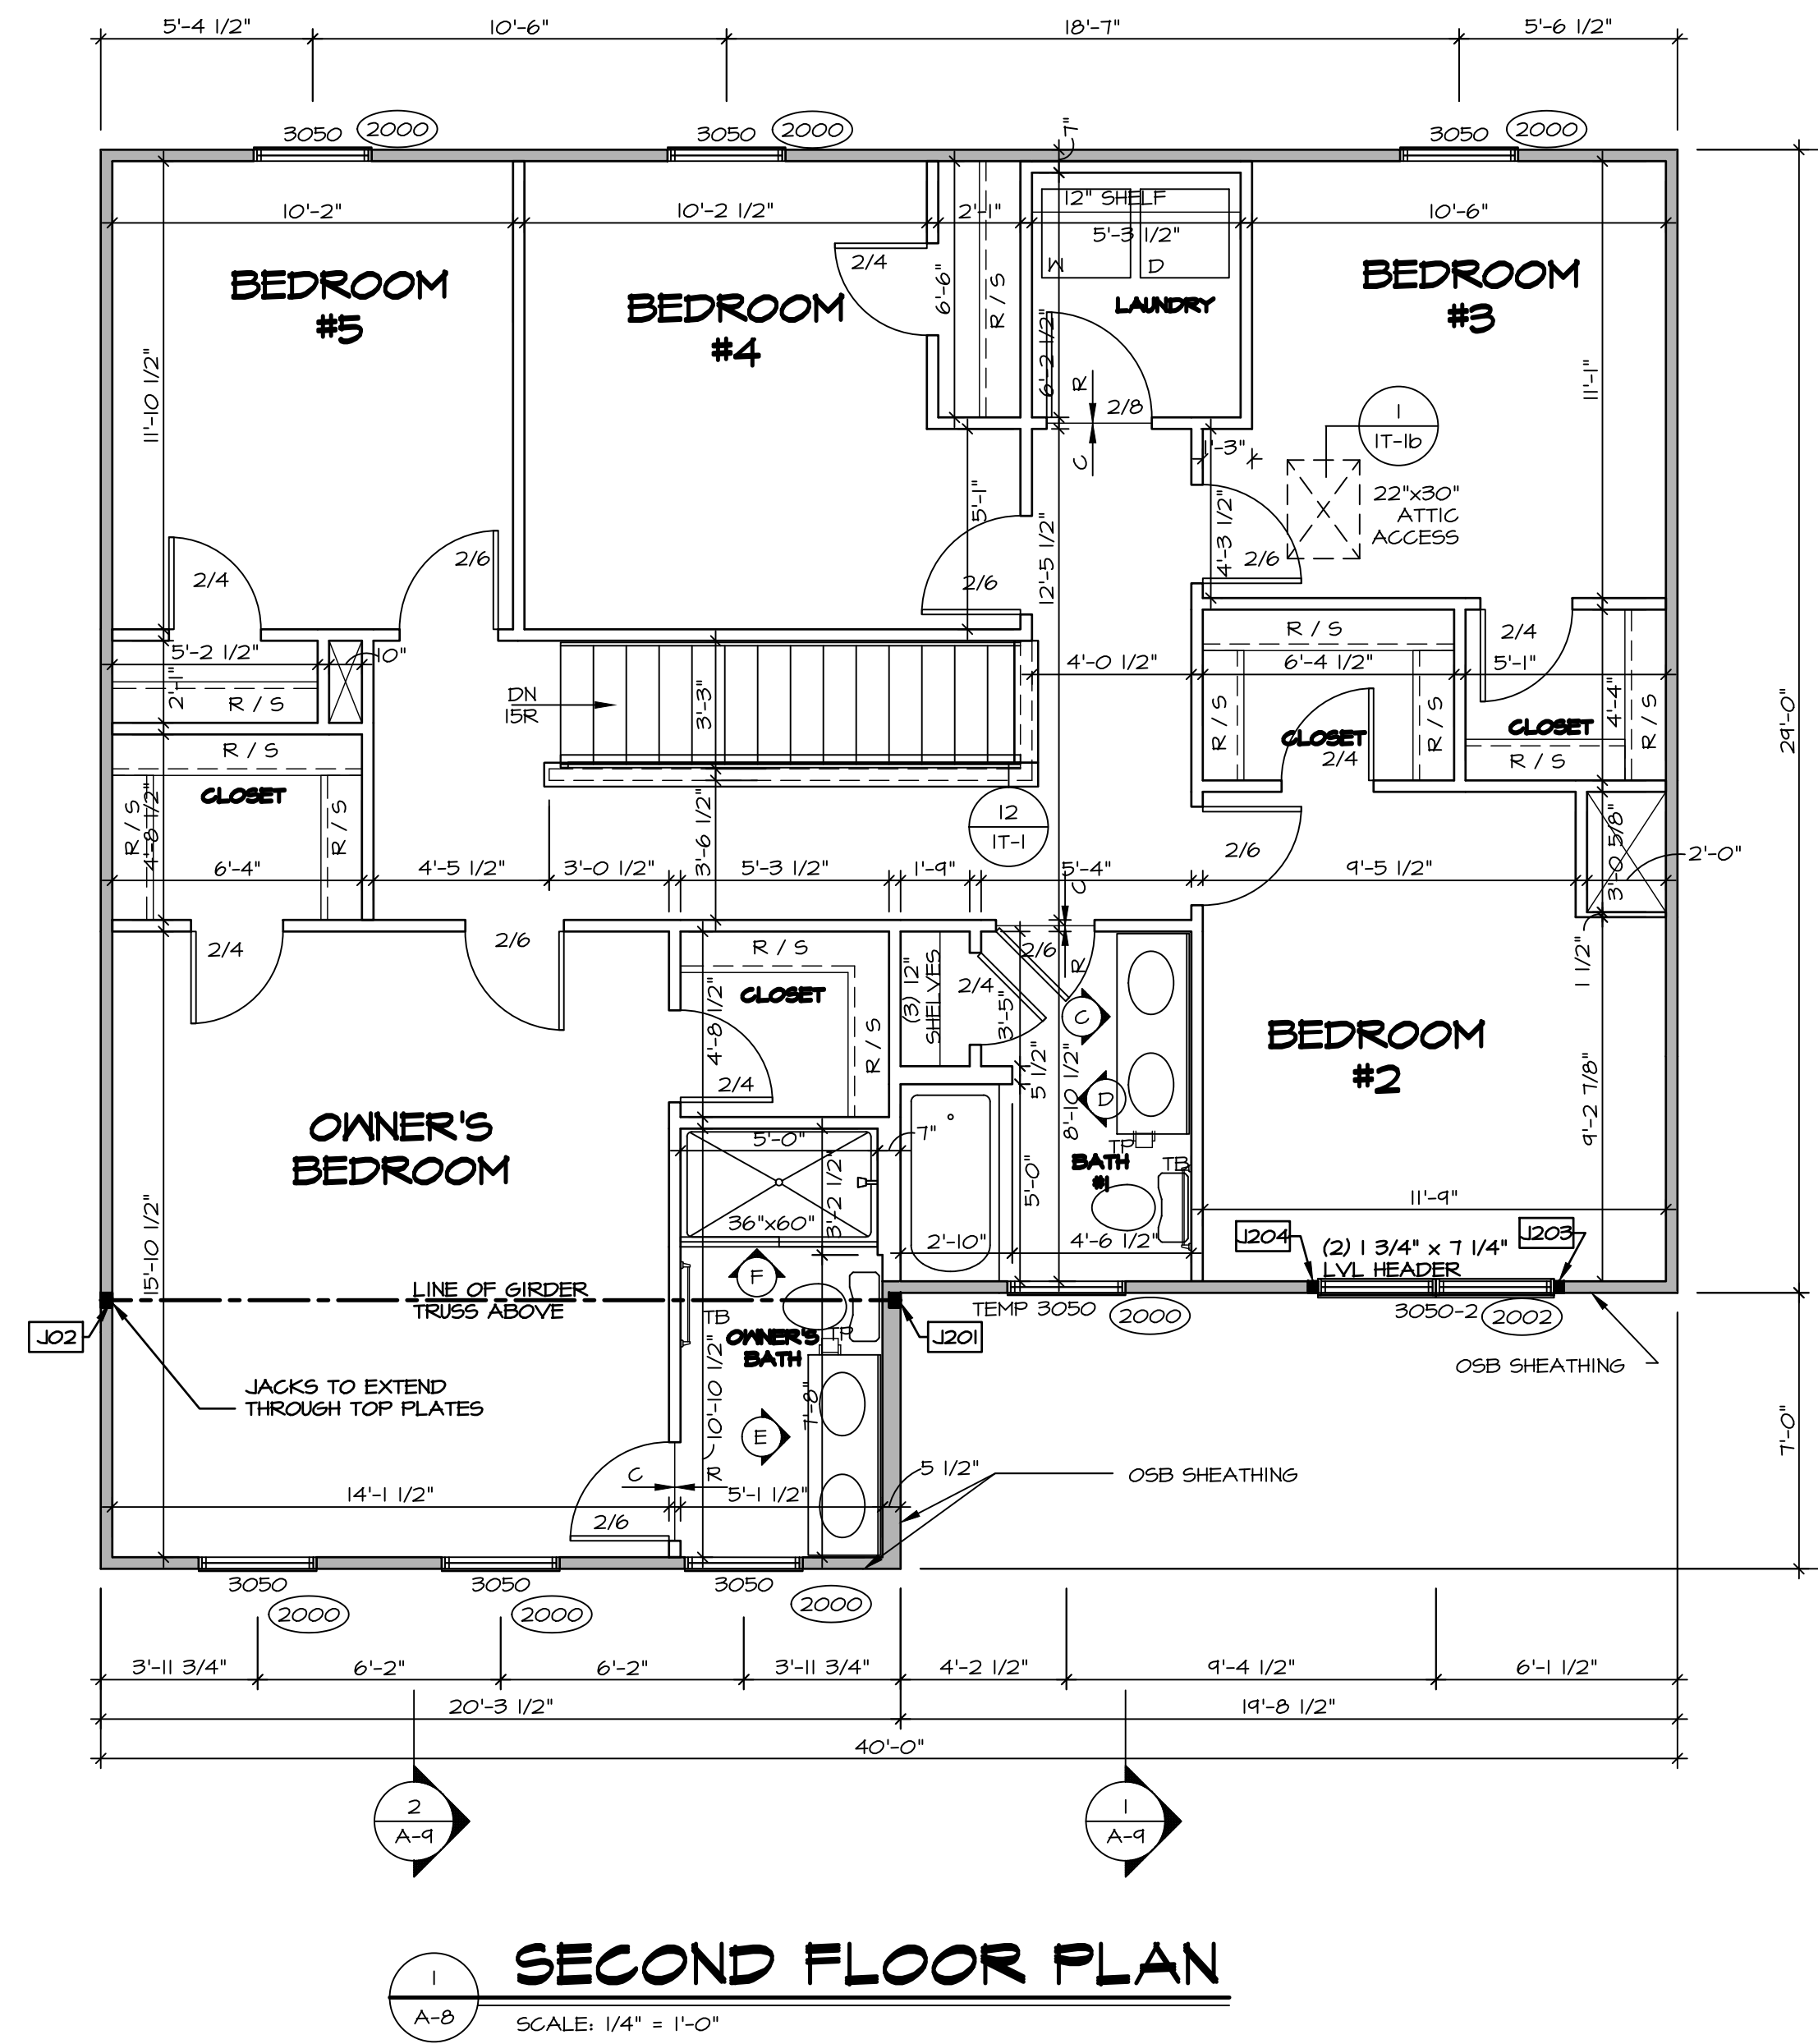 5'-4 1/2" 10'-6" 18'-7" 5'-6 1/2"
3050 2000 3050 2000 7" 3050 2000
10'-2" 10'-2 1/2" 2'-1" 12" SHELF 10'-6"
5'-3 1/2"
2/4 W D
BEDROOM
#5
BEDROOM
#4
6'-6" R / S
LAUNDRY
BEDROOM
#3
11'-10 1/2" 6'-2 1/2" R 11'-1"
2/8
1
1T-1b
C 1'-3"
22"x30"
ATTIC
ACCESS
5'-1" 12'-5 1/2" 4'-3 1/2"
2/4 2/6 2/6 2/6
5'-2 1/2" 10" R / S 2/4
4'-0 1/2" 6'-4 1/2" 5'-1"
2'-1" R / S
DN
15R
3'-3" R / S R / S 4'-4" R / S
CLOSET CLOSET
2/4 R / S
R / S
29'-0"
CLOSET
R / S 4'-8 1/2" R / S
3'-6 1/2"
12
1T-1
2/6 3'-0 5/8" 2'-0"
6'-4" 4'-5 1/2" 3'-0 1/2" 5'-3 1/2" 1'-9" 5'-4" 9'-5 1/2"
C
2/4 2/6 R / S 2/6 R
1 1/2"
CLOSET
(3) 12"
SHELVES
2/4 3'-5"
4'-8 1/2" R / S C
BEDROOM
#2
2/4 5 1/2" 8'-10 1/2" D 9'-2 7/8"
OWNER'S
BEDROOM
5'-0" 7" TP
BATH
#1
TB
3'-2 1/2" 5'-0"
36"x60" 11'-9"
15'-10 1/2" 2'-10" 4'-6 1/2"
J204 J203
(2) 1 3/4" x 7 1/4"
LVL HEADER
F
LINE OF GIRDER
TRUSS ABOVE
TB TEMP 3050 2000 3050-2 2002
J02 TP J201
OWNER'S
BATH
OSB SHEATHING
JACKS TO EXTEND
THROUGH TOP PLATES
10'-10 1/2" 7'-8" 7'-0"
E
C R 5 1/2" OSB SHEATHING
14'-1 1/2" 5'-1 1/2"
2/6
3050 3050 3050
2000 2000 2000
3'-11 3/4" 6'-2" 6'-2" 3'-11 3/4" 4'-2 1/2" 9'-4 1/2" 6'-1 1/2"
20'-3 1/2" 19'-8 1/2"
40'-0"
2
A-9
1
A-9
1
A-8
SECOND FLOOR PLAN
SCALE: 1/4" = 1'-0"